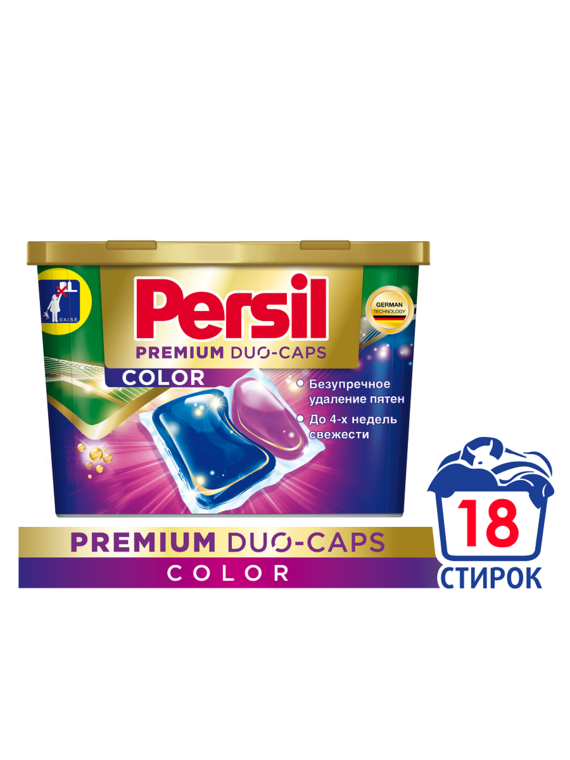 Persil
PREMIUM DUO-CAPS
COLOR
GERMAN
TECHNOLOGY
Безупречное
удаление пятен
До 4-х недель
свежести
PREMIUM DUO-CAPS
COLOR
18
СТИРОК